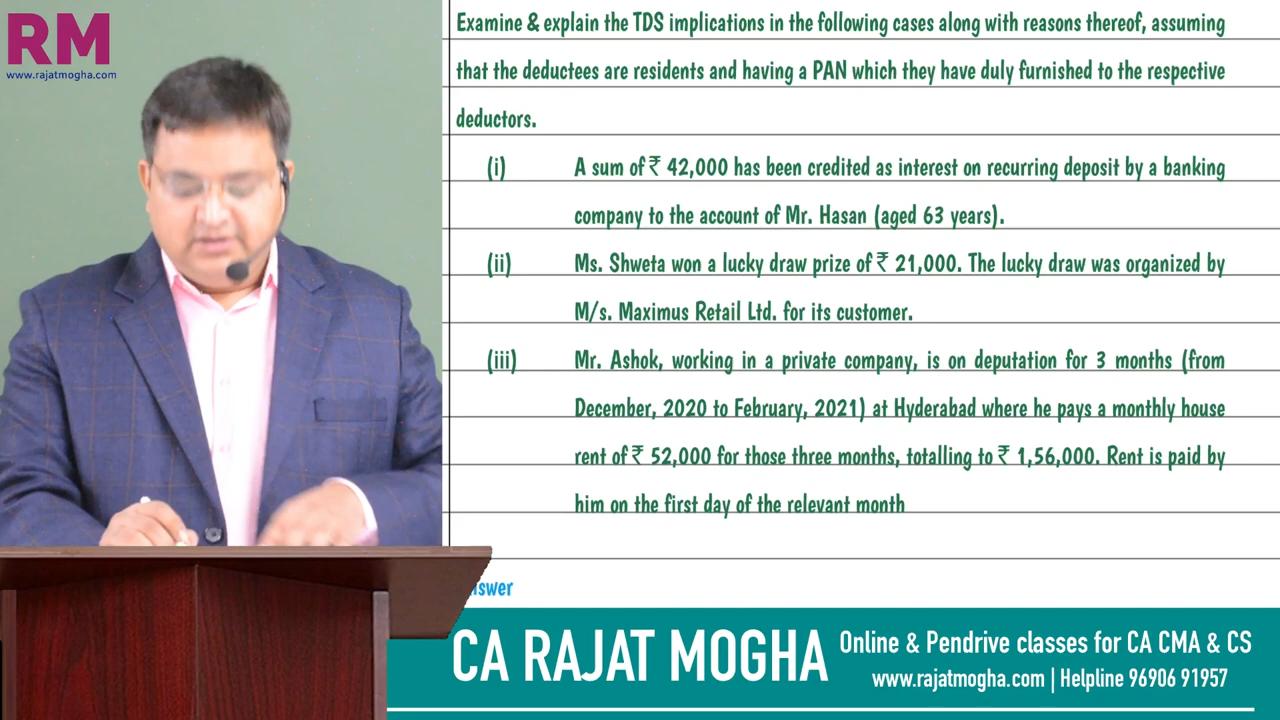 RM
www.rajatmogha.com
Examine & explain the TDS implications in the following cases along with reasons thereof, assuming
that the deductees are residents and having a PAN which they have duly furnished to the respective
deductors.
(i) A sum of ₹ 42,000 has been credited as interest on recurring deposit by a banking
company to the account of Mr. Hasan (aged 63 years).
(ii) Ms. Shweta won a lucky draw prize of ₹ 21,000. The lucky draw was organized by
M/s. Maximus Retail Ltd. for its customer.
(iii) Mr. Ashok, working in a private company, is on deputation for 3 months (from
December, 2020 to February, 2021) at Hyderabad where he pays a monthly house
rent of ₹ 52,000 for those three months, totalling to ₹ 1,56,000. Rent is paid by
him on the first day of the relevant month
nswer
CA RAJAT MOGHA
Online & Pendrive classes for CA CMA & CS
www.rajatmogha.com | Helpline 96906 91957